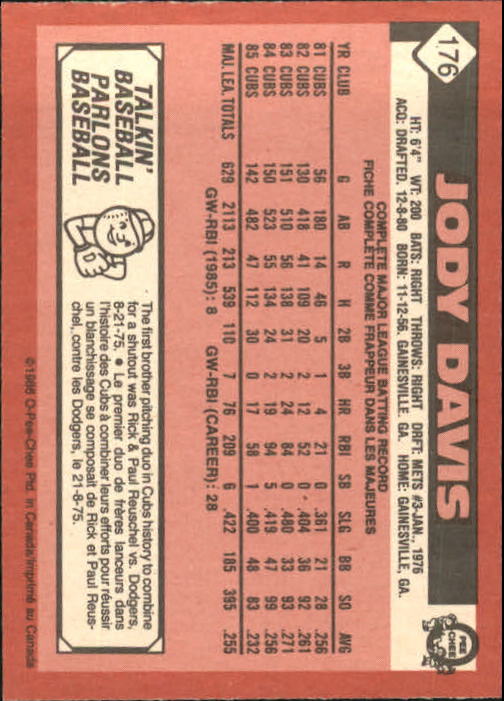 176
JODY DAVIS
O PEE CHEE
HT: 6'4" WT: 200 BATS: RIGHT THROWS: RIGHT DRFT: METS #3-JAN., 1976
ACQ: DRAFTED, 12-8-80 BORN: 11-12-56, GAINESVILLE, GA. HOME: GAINESVILLE, GA.
COMPLETE MAJOR LEAGUE BATTING RECORD
FICHE COMPLÈTE COMME FRAPPEUR DANS LES MAJEURES
YR CLUB G AB R H 2B 3B HR RBI SB SLG BB SO AVG
81 CUBS 56 180 14 46 5 1 4 21 0 .361 21 28 .256
82 CUBS 130 418 41 109 20 2 12 52 0 .404 36 92 .261
83 CUBS 151 510 56 138 31 2 24 84 0 .480 33 93 .271
84 CUBS 150 523 55 134 24 2 19 94 5 .419 47 99 .256
85 CUBS 142 482 47 112 30 0 17 58 1 .400 48 83 .232
MAJ. LEA. TOTALS 629 2113 213 539 110 7 76 209 6 .422 185 395 .255
GW-RBI (1985): 8 GW-RBI (CAREER): 28
TALKIN'
BASEBALL
PARLONS
BASEBALL
The first brother pitching duo in Cubs history to combine
for a shutout was Rick & Paul Reuschel vs. Dodgers,
8-21-75. • Le premier duo de frères lanceurs dans
l'histoire des Cubs à combiner leurs efforts pour réussir
un blanchissage se composait de Rick et Paul Reus-
chel, contre les Dodgers, le 21-8-75.
©1986 O-Pee-Chee Ptd. in Canada/Imprimé au Canada